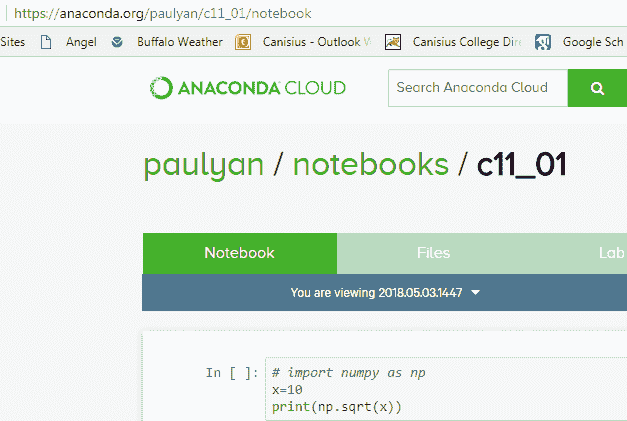 https://anaconda.org/paulyan/c11_01/notebook
Sites Angel Buffalo Weather Canisius - Outlook W Canisius College Dire Google Sch
ANACONDA CLOUD Search Anaconda Cloud
paulyan / notebooks / c11_01
Notebook Files Lab
You are viewing 2018.05.03.1447
In [ ]: # import numpy as np
x=10
print(np.sqrt(x))